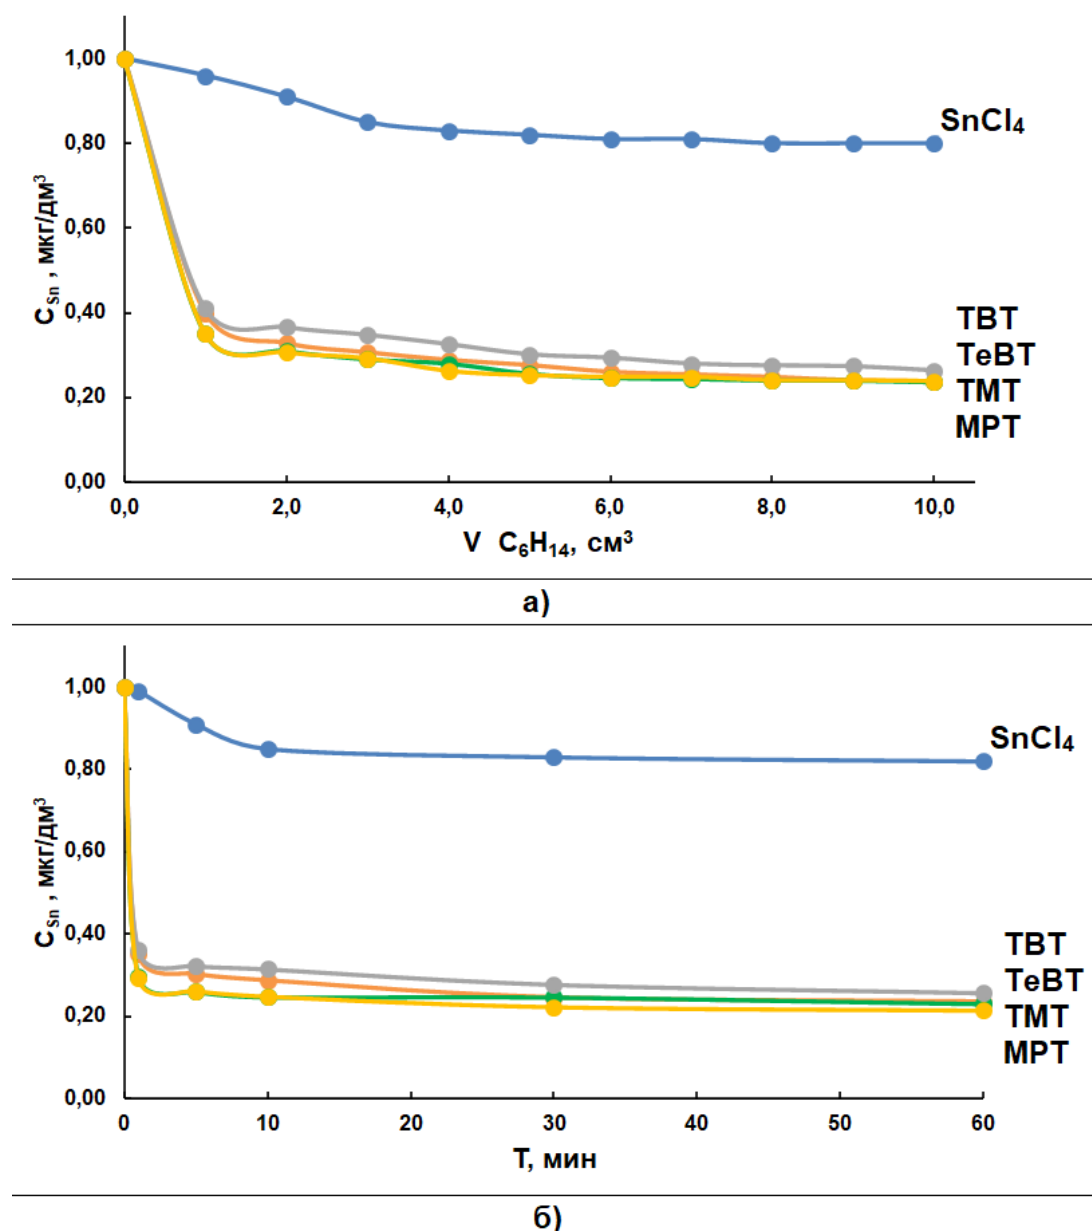 1,00
0,80
0,60
0,40
0,20
0,00
C_Sn , мкг/дм³
SnCl₄
TBT
TeBT
TMT
MPT
0,0 2,0 4,0 6,0 8,0 10,0
V C₆H₁₄, см³
а)
1,00
0,80
0,60
0,40
0,20
0,00
C_Sn , мкг/дм³
SnCl₄
TBT
TeBT
TMT
MPT
0 10 20 30 40 50 60
Т, мин
б)